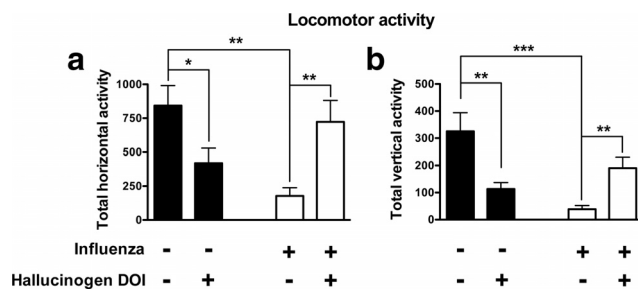 Locomotor activity
a
**
*
**
Total horizontal activity
1000
750
500
250
0
b
***
**
**
Total vertical activity
500
400
300
200
100
0
Influenza - - + + - - + +
Hallucinogen DOI - + - + - + - +